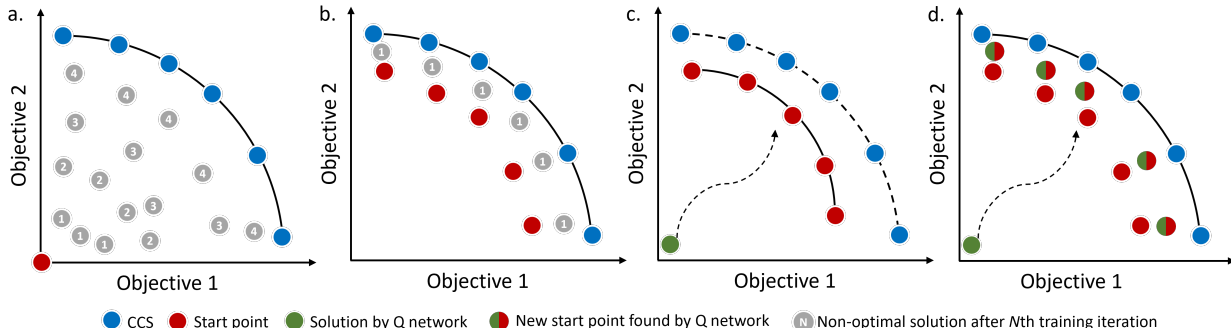 a.
b.
c.
d.
Objective 2
4
4
4
3
3
4
2
2
2
3
1
1
1
2
3
4
Objective 1
Objective 2
1
1
1
1
1
1
Objective 1
Objective 2
Objective 1
Objective 2
Objective 1
CCS Start point Solution by Q network New start point found by Q network N Non-optimal solution after Nth training iteration